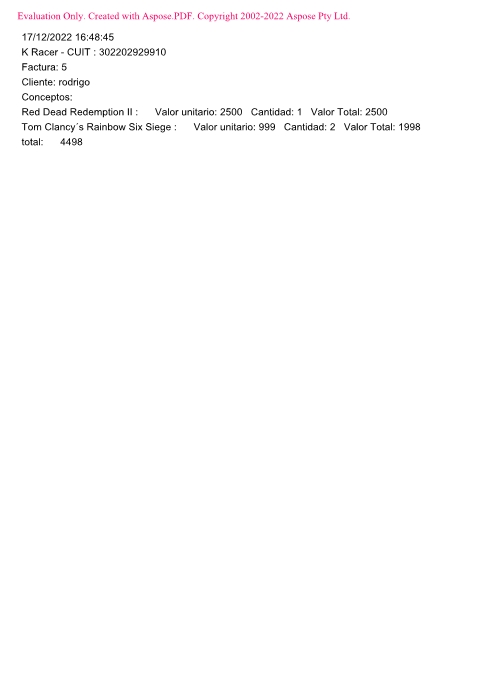 Evaluation Only. Created with Aspose.PDF. Copyright 2002-2022 Aspose Pty Ltd.
17/12/2022 16:48:45
K Racer - CUIT : 302202929910
Factura: 5
Cliente: rodrigo
Conceptos:
Red Dead Redemption II : Valor unitario: 2500 Cantidad: 1 Valor Total: 2500
Tom Clancy´s Rainbow Six Siege : Valor unitario: 999 Cantidad: 2 Valor Total: 1998
total: 4498